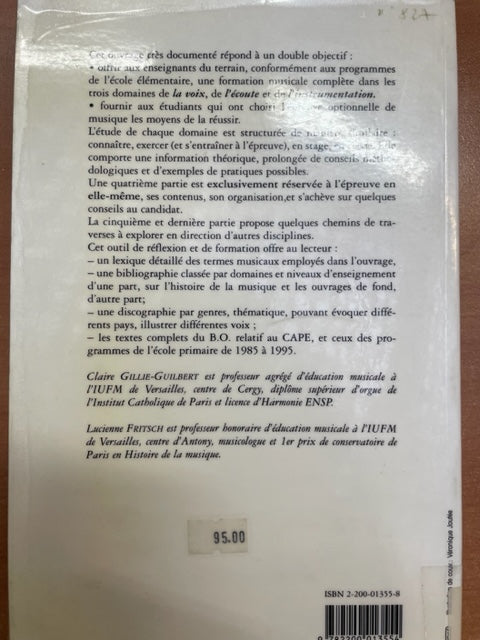 827
Cet ouvrage très documenté répond à un double objectif :
• offrir aux enseignants du terrain, conformément aux programmes
de l'école élémentaire, une formation musicale complète dans les
trois domaines de la voix, de l'écoute et de l'instrumentation.
• fournir aux étudiants qui ont choisi optionnelle de
musique les moyens de la réussir.
L'étude de chaque domaine est structurée de :
connaître, exercer (et s'entraîner à l'épreuve), en stage, Elle
comporte une information théorique, prolongée de conseils
dologiques et d'exemples de pratiques possibles.
Une quatrième partie est exclusivement réservée à l'épreuve en
elle-même, ses contenus, son organisation,et s'achève sur quelques
conseils au candidat.
La cinquième et dernière partie propose quelques chemins de tra-
verses à explorer en direction d'autres disciplines.
Cet outil de réflexion et de formation offre au lecteur :
– un lexique détaillé des termes musicaux employés dans l'ouvrage,
– une bibliographie classée par domaines et niveaux d'enseignement
d'une part, sur l'histoire de la musique et les ouvrages de fond,
d'autre part;
– une discographie par genres, thématique, pouvant évoquer diffé-
rents pays, illustrer différentes voix ;
– les textes complets du B.O. relatif au CAPE, et ceux des pro-
grammes de l'école primaire de 1985 à 1995.
Claire GILLIE-GUILBERT est professeur agrégé d'éducation musicale à
l'IUFM de Versailles, centre de Cergy, diplôme supérieur d'orgue de
l'Institut Catholique de Paris et licence d'Harmonie ENSP.
Lucienne FRITSCH est professeur honoraire d'éducation musicale à l'IUFM
de Versailles, centre d'Antony, musicologue et 1er prix de conservatoire de
Paris en Histoire de la musique.
95.00
ISBN 2-200-01355-8
9 782200 013554
de couv. Véronique Joufée